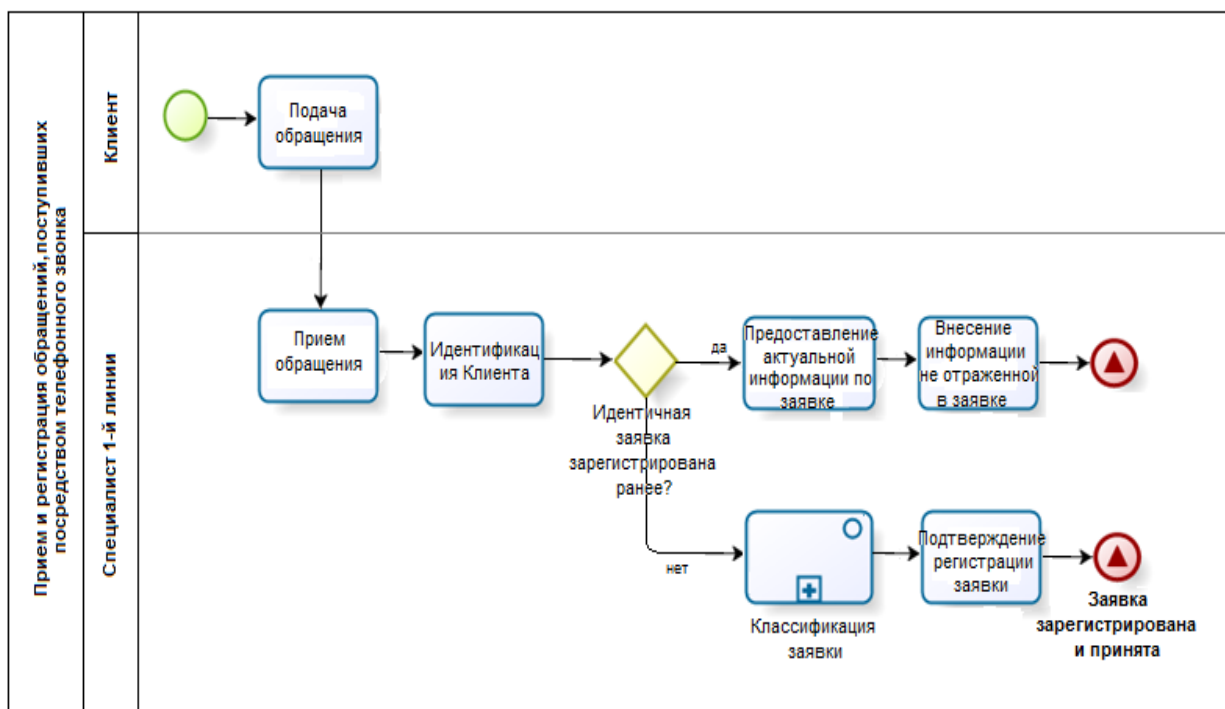 Прием и регистрация обращений, поступивших
посредством телефонного звонка
Клиент
Подача
обращения
Специалист 1-й линии
Прием
обращения
Идентификац
ия Клиента
Идентичная
заявка
зарегистрирована
ранее?
да
Предоставление
актуальной
информации по
заявке
Внесение
информации
не отраженной
в заявке
нет
Классификация
заявки
Подтверждение
регистрации
заявки
Заявка
зарегистрирована
и принята